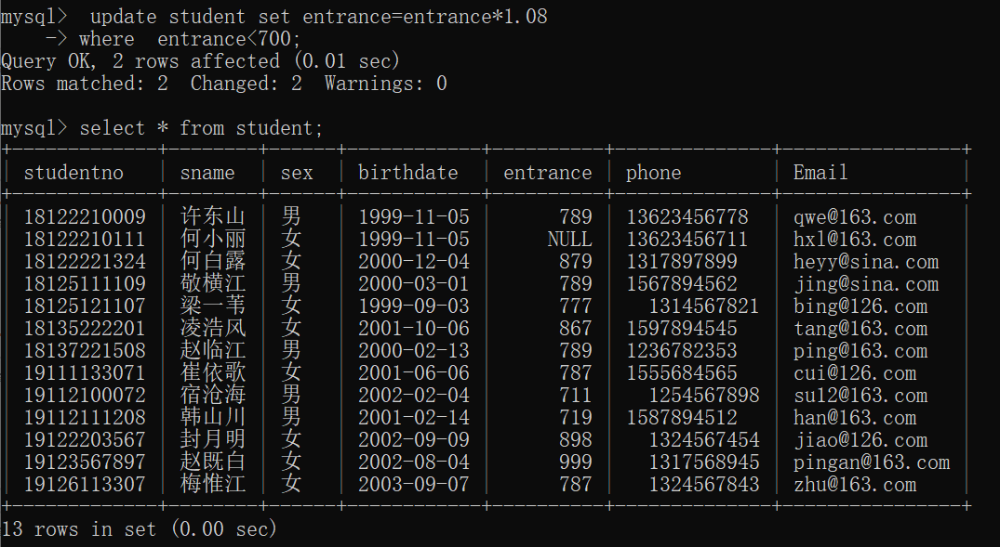 mysql>  update student set entrance=entrance*1.08
    -> where  entrance<700;
Query OK, 2 rows affected (0.01 sec)
Rows matched: 2  Changed: 2  Warnings: 0
mysql> select * from student;
+-------------+--------+------+------------+----------+--------------+----------------+
| studentno   | sname  | sex  | birthdate  | entrance | phone        | Email          |
+-------------+--------+------+------------+----------+--------------+----------------+
| 18122210009 | 许东山 | 男   | 1999-11-05 |      789 | 13623456778  | qwe@163.com    |
| 18122210111 | 何小丽 | 女   | 1999-11-05 |     NULL | 13623456711  | hxl@163.com    |
| 18122221324 | 何白露 | 女   | 2000-12-04 |      879 | 1317897899   | heyy@sina.com  |
| 18125111109 | 敬横江 | 男   | 2000-03-01 |      789 | 1567894562   | jing@sina.com  |
| 18125121107 | 梁一苇 | 女   | 1999-09-03 |      777 |   1314567821 | bing@126.com   |
| 18135222201 | 凌浩风 | 女   | 2001-10-06 |      867 | 1597894545   | tang@163.com   |
| 18137221508 | 赵临江 | 男   | 2000-02-13 |      789 | 1236782353   | ping@163.com   |
| 19111133071 | 崔依歌 | 女   | 2001-06-06 |      787 | 1555684565   | cui@126.com    |
| 19112100072 | 宿沧海 | 男   | 2002-02-04 |      711 |   1254567898 | su12@163.com   |
| 19112111208 | 韩山川 | 男   | 2001-02-14 |      719 | 1587894512   | han@163.com    |
| 19122203567 | 封月明 | 女   | 2002-09-09 |      898 |   1324567454 | jiao@126.com   |
| 19123567897 | 赵既白 | 女   | 2002-08-04 |      999 |   1317568945 | pingan@163.com |
| 19126113307 | 梅惟江 | 女   | 2003-09-07 |      787 |   1324567843 | zhu@163.com    |
+-------------+--------+------+------------+----------+--------------+----------------+
13 rows in set (0.00 sec)